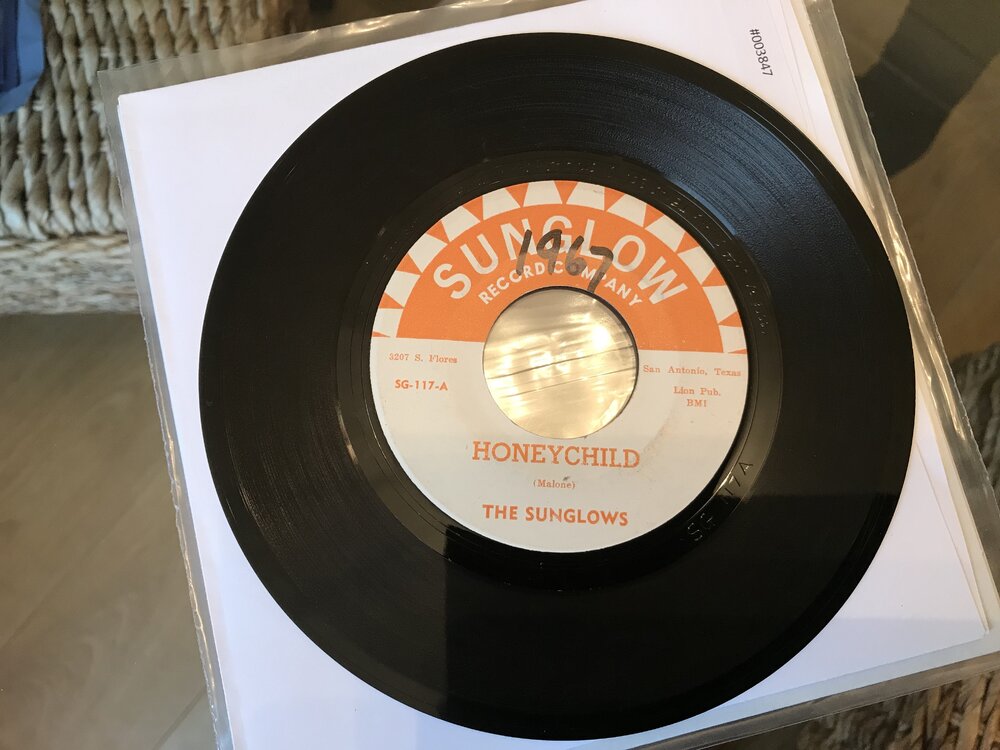 #003847
SUNGLOW
1967
RECORD COMPANY
3207 S. Flores
San Antonio, Texas
SG-117-A
Lion Pub.
BMI
HONEYCHILD
(Malone)
THE SUNGLOWS